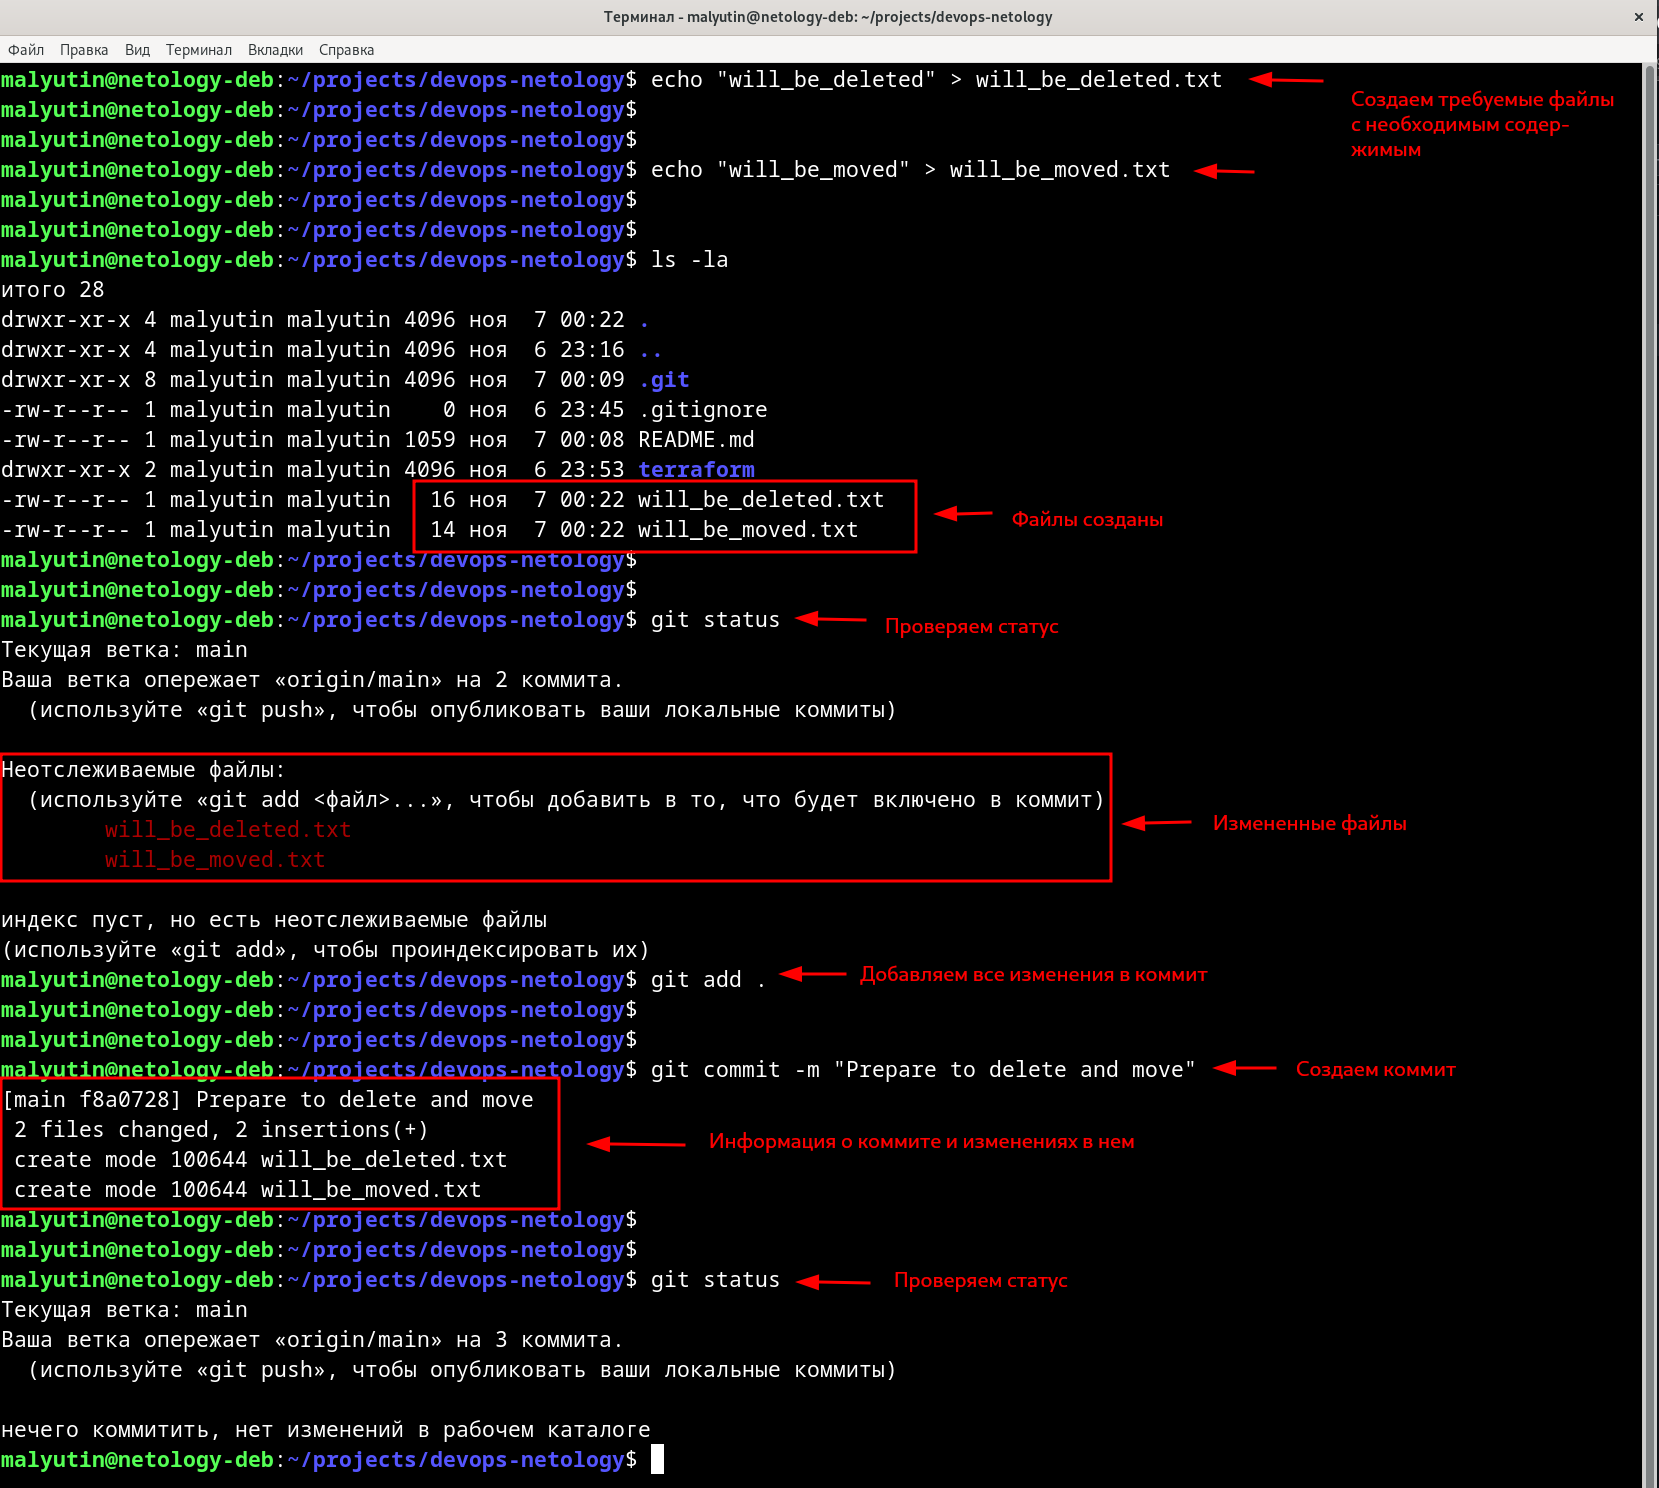 Терминал - malyutin@netology-deb: ~/projects/devops-netology
×
Файл Правка Вид Терминал Вкладки Справка
malyutin@netology-deb:~/projects/devops-netology$ echo "will_be_deleted" > will_be_deleted.txt
Создаем требуемые файлы
с необходимым содер-
жимым
malyutin@netology-deb:~/projects/devops-netology$
malyutin@netology-deb:~/projects/devops-netology$
malyutin@netology-deb:~/projects/devops-netology$ echo "will_be_moved" > will_be_moved.txt
malyutin@netology-deb:~/projects/devops-netology$
malyutin@netology-deb:~/projects/devops-netology$
malyutin@netology-deb:~/projects/devops-netology$ ls -la
итого 28
drwxr-xr-x 4 malyutin malyutin 4096 ноя  7 00:22 .
drwxr-xr-x 4 malyutin malyutin 4096 ноя  6 23:16 ..
drwxr-xr-x 8 malyutin malyutin 4096 ноя  7 00:09 .git
-rw-r--r-- 1 malyutin malyutin    0 ноя  6 23:45 .gitignore
-rw-r--r-- 1 malyutin malyutin 1059 ноя  7 00:08 README.md
drwxr-xr-x 2 malyutin malyutin 4096 ноя  6 23:53 terraform
-rw-r--r-- 1 malyutin malyutin   16 ноя  7 00:22 will_be_deleted.txt
-rw-r--r-- 1 malyutin malyutin   14 ноя  7 00:22 will_be_moved.txt
Файлы созданы
malyutin@netology-deb:~/projects/devops-netology$
malyutin@netology-deb:~/projects/devops-netology$
malyutin@netology-deb:~/projects/devops-netology$ git status
Проверяем статус
Текущая ветка: main
Ваша ветка опережает «origin/main» на 2 коммита.
  (используйте «git push», чтобы опубликовать ваши локальные коммиты)
Неотслеживаемые файлы:
  (используйте «git add <файл>...», чтобы добавить в то, что будет включено в коммит)
        will_be_deleted.txt
        will_be_moved.txt
Измененные файлы
индекс пуст, но есть неотслеживаемые файлы
(используйте «git add», чтобы проиндексировать их)
malyutin@netology-deb:~/projects/devops-netology$ git add .
Добавляем все изменения в коммит
malyutin@netology-deb:~/projects/devops-netology$
malyutin@netology-deb:~/projects/devops-netology$
malyutin@netology-deb:~/projects/devops-netology$ git commit -m "Prepare to delete and move"
Создаем коммит
[main f8a0728] Prepare to delete and move
 2 files changed, 2 insertions(+)
 create mode 100644 will_be_deleted.txt
 create mode 100644 will_be_moved.txt
Информация о коммите и изменениях в нем
malyutin@netology-deb:~/projects/devops-netology$
malyutin@netology-deb:~/projects/devops-netology$
malyutin@netology-deb:~/projects/devops-netology$ git status
Проверяем статус
Текущая ветка: main
Ваша ветка опережает «origin/main» на 3 коммита.
  (используйте «git push», чтобы опубликовать ваши локальные коммиты)
нечего коммитить, нет изменений в рабочем каталоге
malyutin@netology-deb:~/projects/devops-netology$